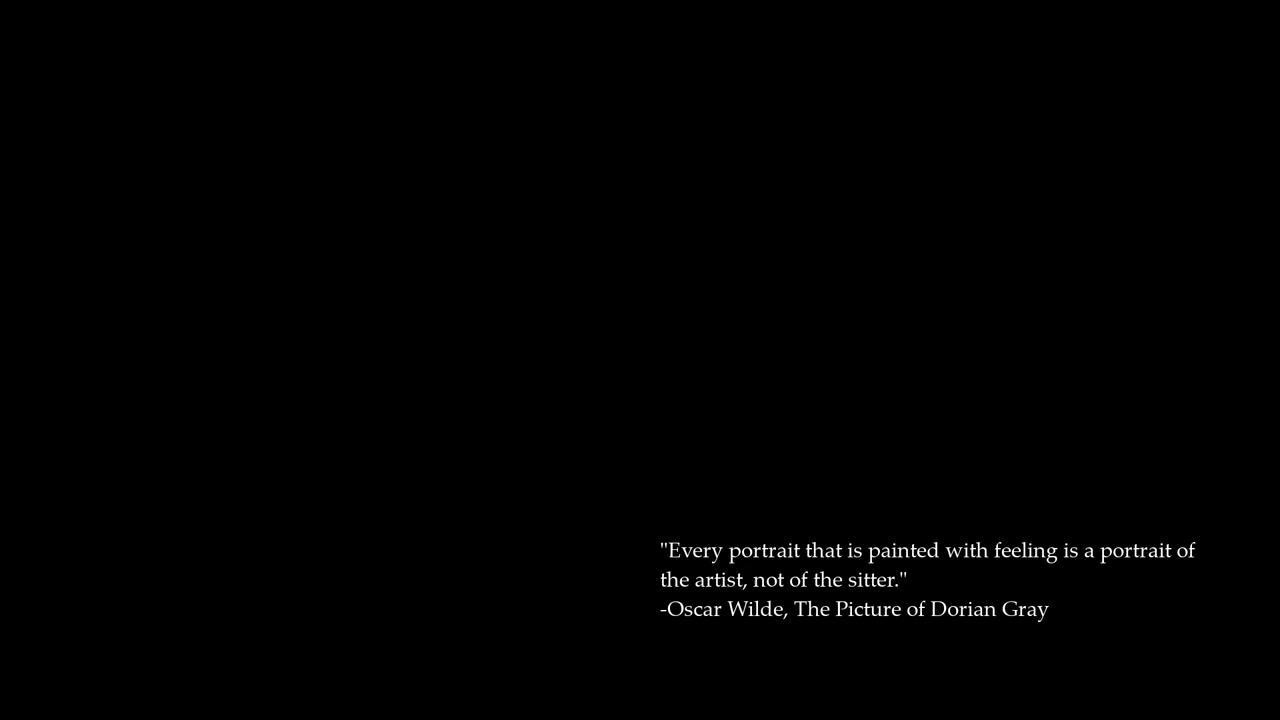 "Every portrait that is painted with feeling is a portrait of
the artist, not of the sitter."
-Oscar Wilde, The Picture of Dorian Gray